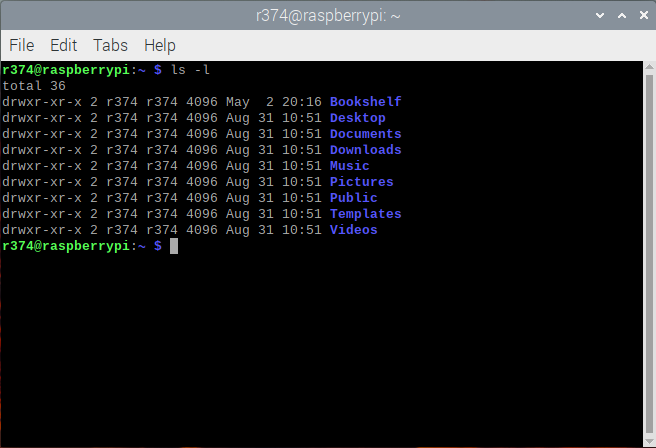 r374@raspberrypi: ~
File Edit Tabs Help
r374@raspberrypi:~ $ ls -l
total 36
drwxr-xr-x 2 r374 r374 4096 May  2 20:16 Bookshelf
drwxr-xr-x 2 r374 r374 4096 Aug 31 10:51 Desktop
drwxr-xr-x 2 r374 r374 4096 Aug 31 10:51 Documents
drwxr-xr-x 2 r374 r374 4096 Aug 31 10:51 Downloads
drwxr-xr-x 2 r374 r374 4096 Aug 31 10:51 Music
drwxr-xr-x 2 r374 r374 4096 Aug 31 10:51 Pictures
drwxr-xr-x 2 r374 r374 4096 Aug 31 10:51 Public
drwxr-xr-x 2 r374 r374 4096 Aug 31 10:51 Templates
drwxr-xr-x 2 r374 r374 4096 Aug 31 10:51 Videos
r374@raspberrypi:~ $